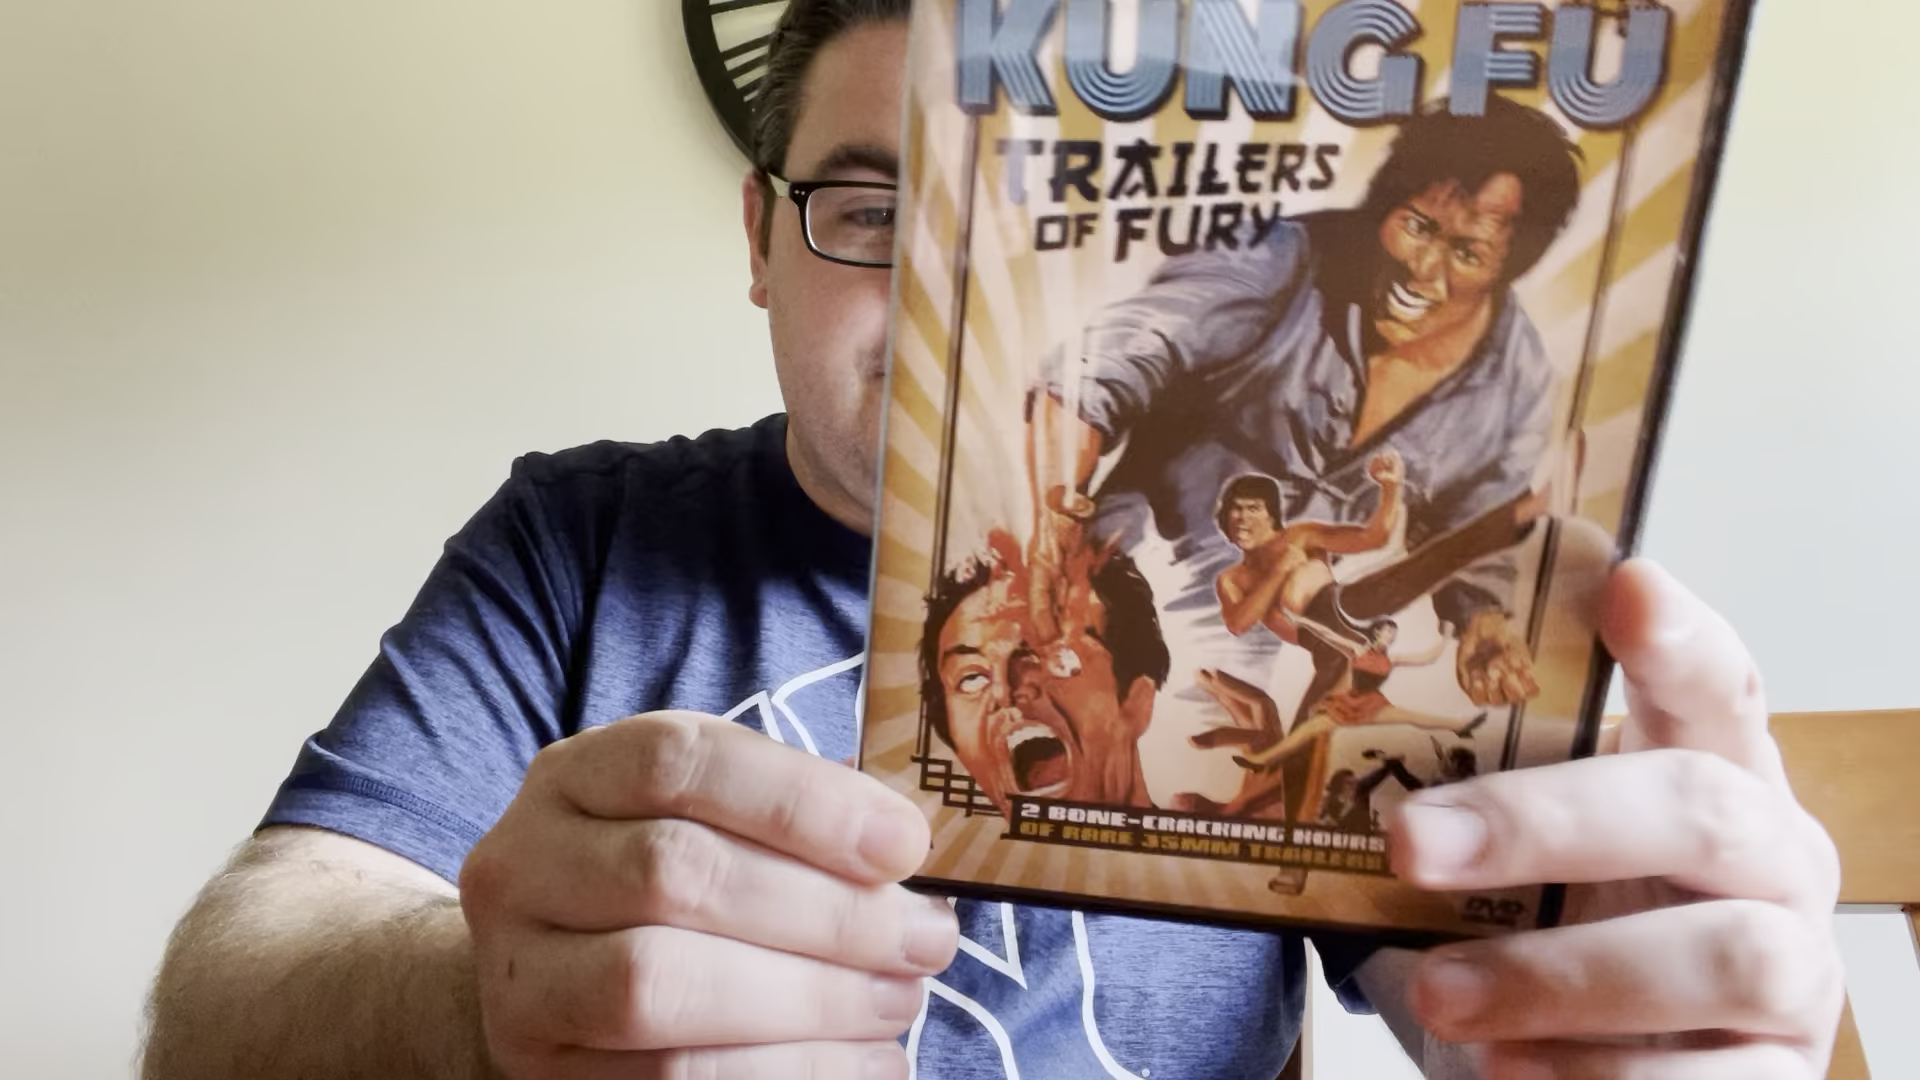 KUNG FU
TRAILERS
OF FURY
2 BONE-CRACKING HOURS
OF RARE 35MM TRAILERS
DVD